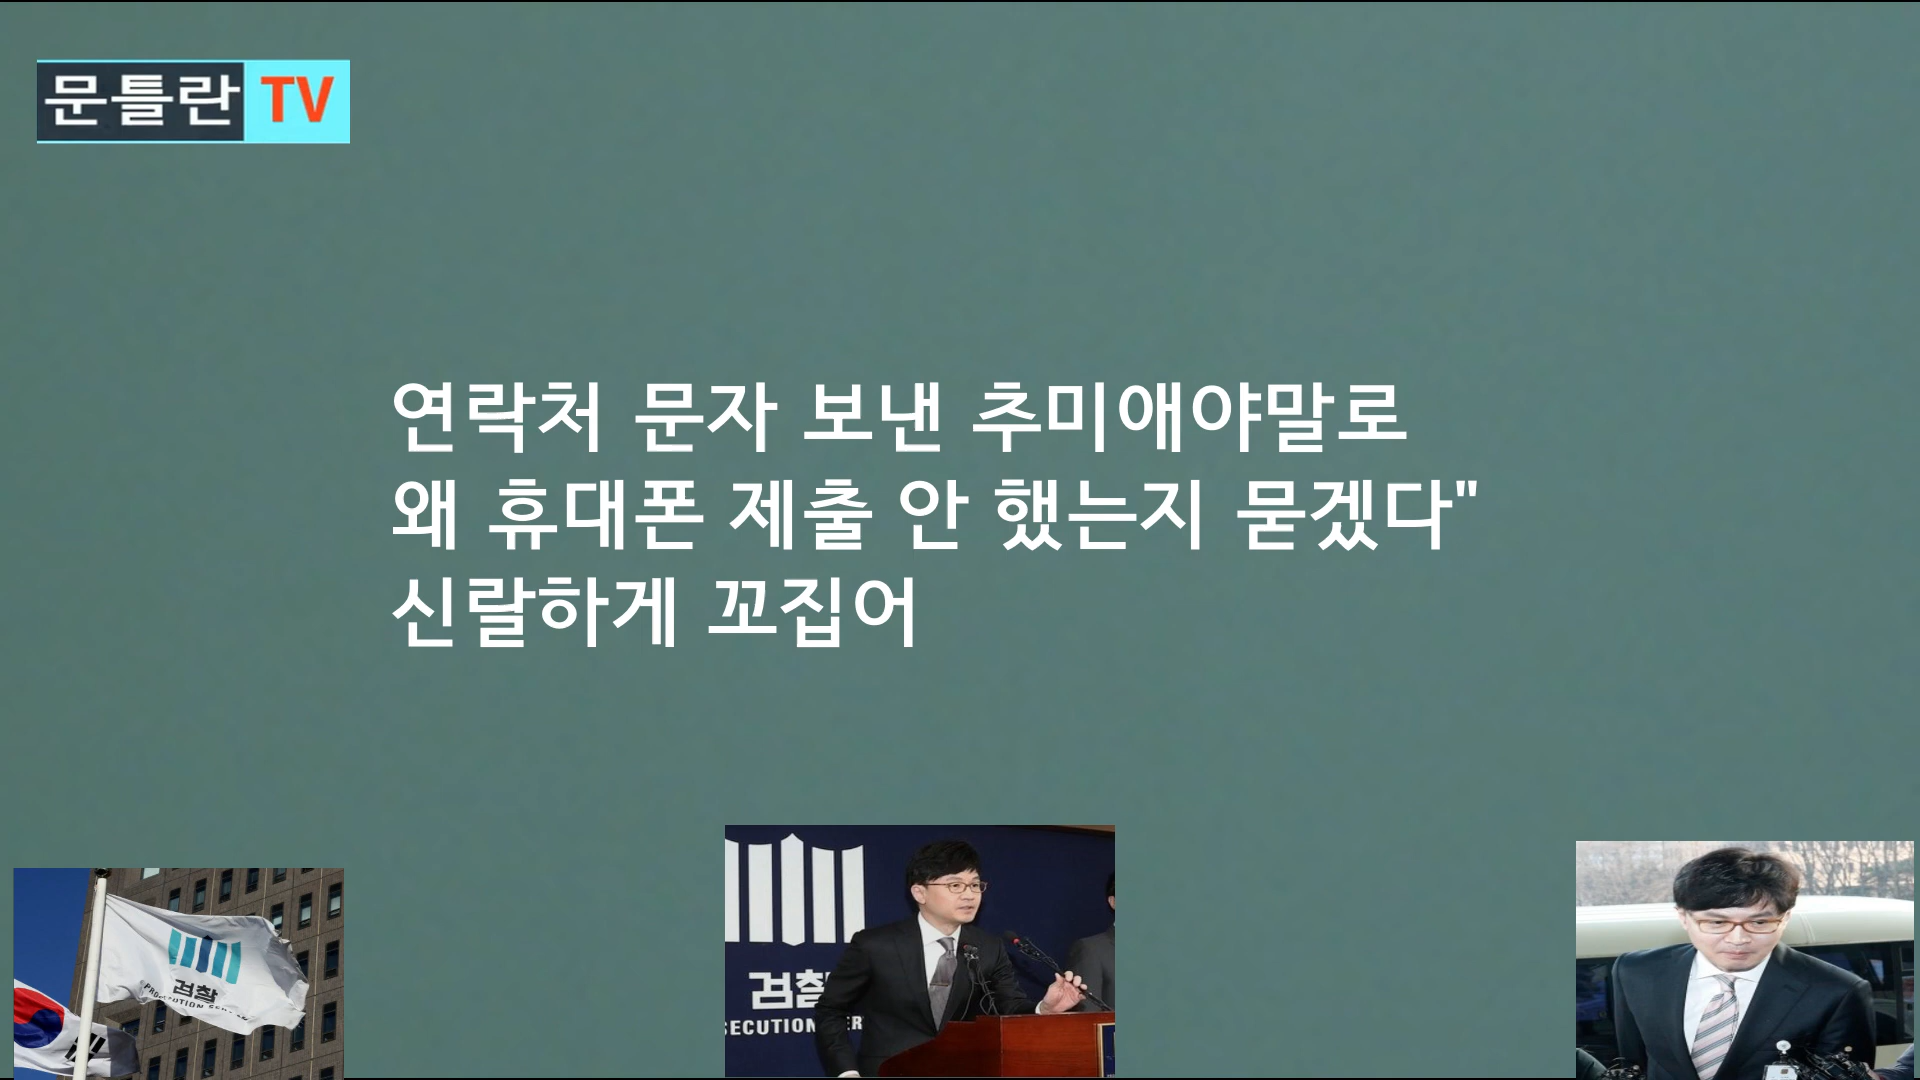 문틀란 TV
연락처 문자 보낸 추미애야말로
왜 휴대폰 제출 안 했는지 묻겠다"
신랄하게 꼬집어
검찰
검찰
SECUTION SER